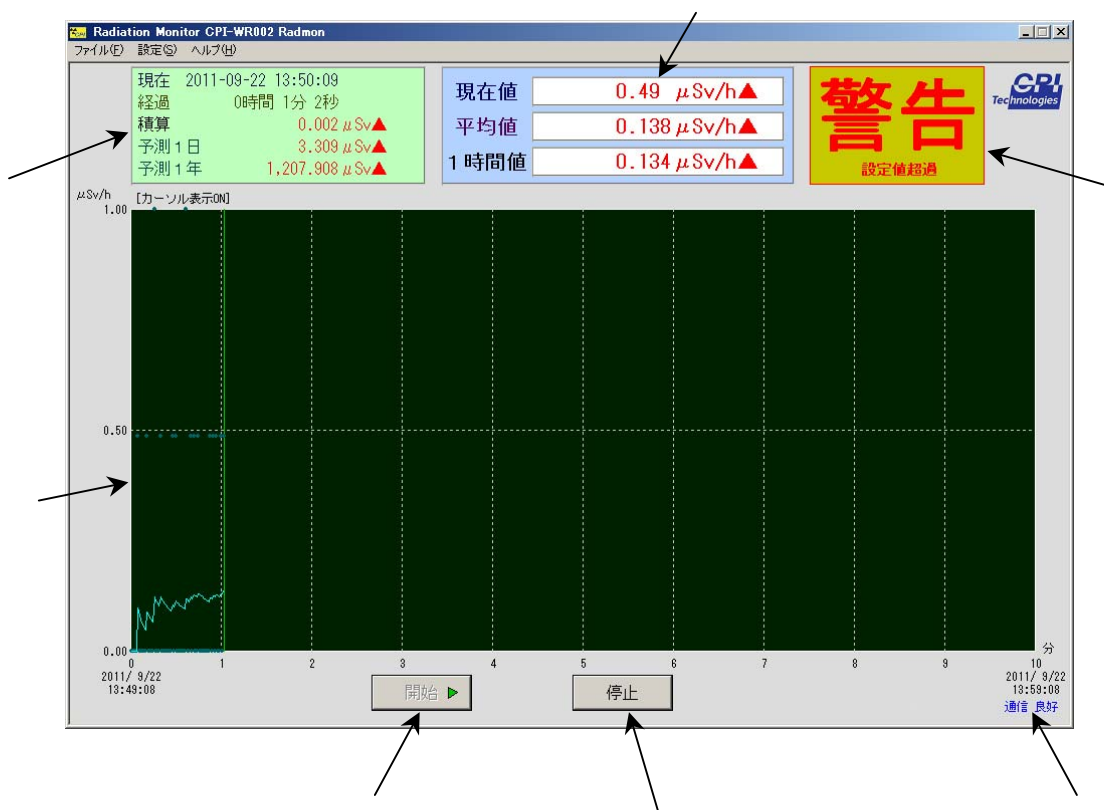 Radiation Monitor CPI-WR002 Radmon
ファイル(F) 設定(S) ヘルプ(H)
現在 2011-09-22 13:50:09
経過 0時間 1分 2秒
積算 0.002 μSv▲
予測1日 3.309 μSv▲
予測1年 1,207.908 μSv▲
現在値 0.49 μSv/h▲
平均値 0.138 μSv/h▲
1時間値 0.134 μSv/h▲
警告
設定値超過
CPI
Technologies
μSv/h [カーソル表示ON]
1.00
0.50
0.00
分
0 1 2 3 4 5 6 7 8 9 10
2011/ 9/22
13:49:08
2011/ 9/22
13:59:08
開始 ▶
停止
通信 良好